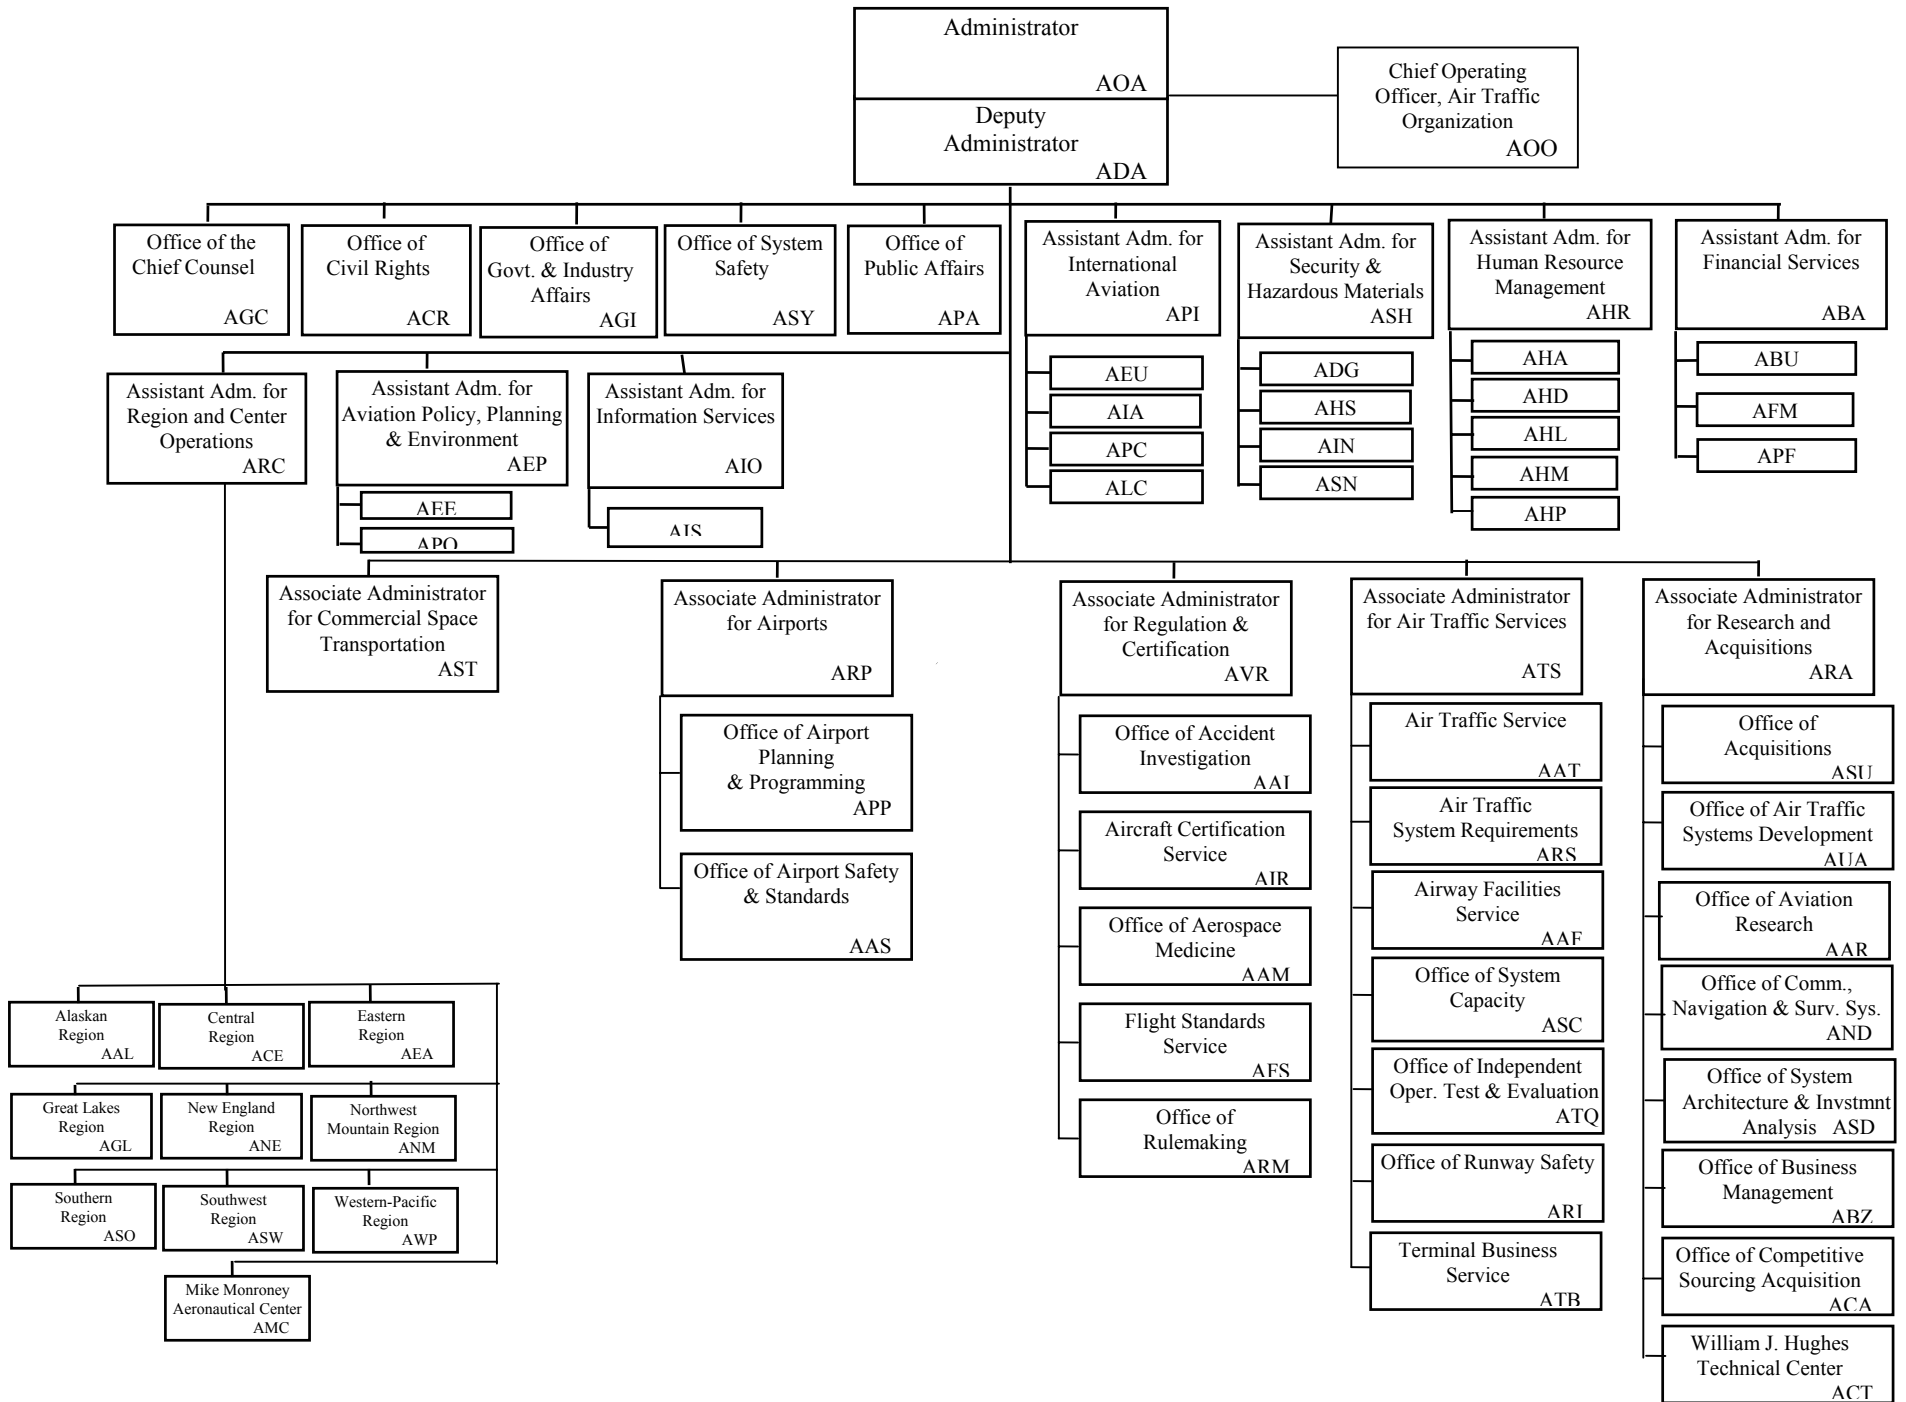 Administrator
AOA
Deputy
Administrator
ADA
Chief Operating
Officer, Air Traffic
Organization
AOO
Office of the
Chief Counsel
AGC
Office of
Civil Rights
ACR
Office of
Govt. & Industry
Affairs
AGI
Office of System
Safety
ASY
Office of
Public Affairs
APA
Assistant Adm. for
International
Aviation
API
Assistant Adm. for
Security &
Hazardous Materials
ASH
Assistant Adm. for
Human Resource
Management
AHR
Assistant Adm. for
Financial Services
ABA
AEU
AIA
APC
ALC
ADG
AHS
AIN
ASN
AHA
AHD
AHL
AHM
AHP
ABU
AFM
APF
Assistant Adm. for
Region and Center
Operations
ARC
Assistant Adm. for
Aviation Policy, Planning
& Environment
AEP
Assistant Adm. for
Information Services
AIO
AEE
APO
AIS
Associate Administrator
for Commercial Space
Transportation
AST
Associate Administrator
for Airports
ARP
Associate Administrator
for Regulation &
Certification
AVR
Associate Administrator
for Air Traffic Services
ATS
Associate Administrator
for Research and
Acquisitions
ARA
Office of Airport
Planning
& Programming
APP
Office of Airport Safety
& Standards
AAS
Office of Accident
Investigation
AAI
Aircraft Certification
Service
AIR
Office of Aerospace
Medicine
AAM
Flight Standards
Service
AFS
Office of
Rulemaking
ARM
Air Traffic Service
AAT
Air Traffic
System Requirements
ARS
Airway Facilities
Service
AAF
Office of System
Capacity
ASC
Office of Independent
Oper. Test & Evaluation
ATQ
Office of Runway Safety
ARI
Terminal Business
Service
ATB
Office of
Acquisitions
ASU
Office of Air Traffic
Systems Development
AUA
Office of Aviation
Research
AAR
Office of Comm.,
Navigation & Surv. Sys.
AND
Office of System
Architecture & Invstmnt
Analysis ASD
Office of Business
Management
ABZ
Office of Competitive
Sourcing Acquisition
ACA
William J. Hughes
Technical Center
ACT
Alaskan
Region
AAL
Central
Region
ACE
Eastern
Region
AEA
Great Lakes
Region
AGL
New England
Region
ANE
Northwest
Mountain Region
ANM
Southern
Region
ASO
Southwest
Region
ASW
Western-Pacific
Region
AWP
Mike Monroney
Aeronautical Center
AMC